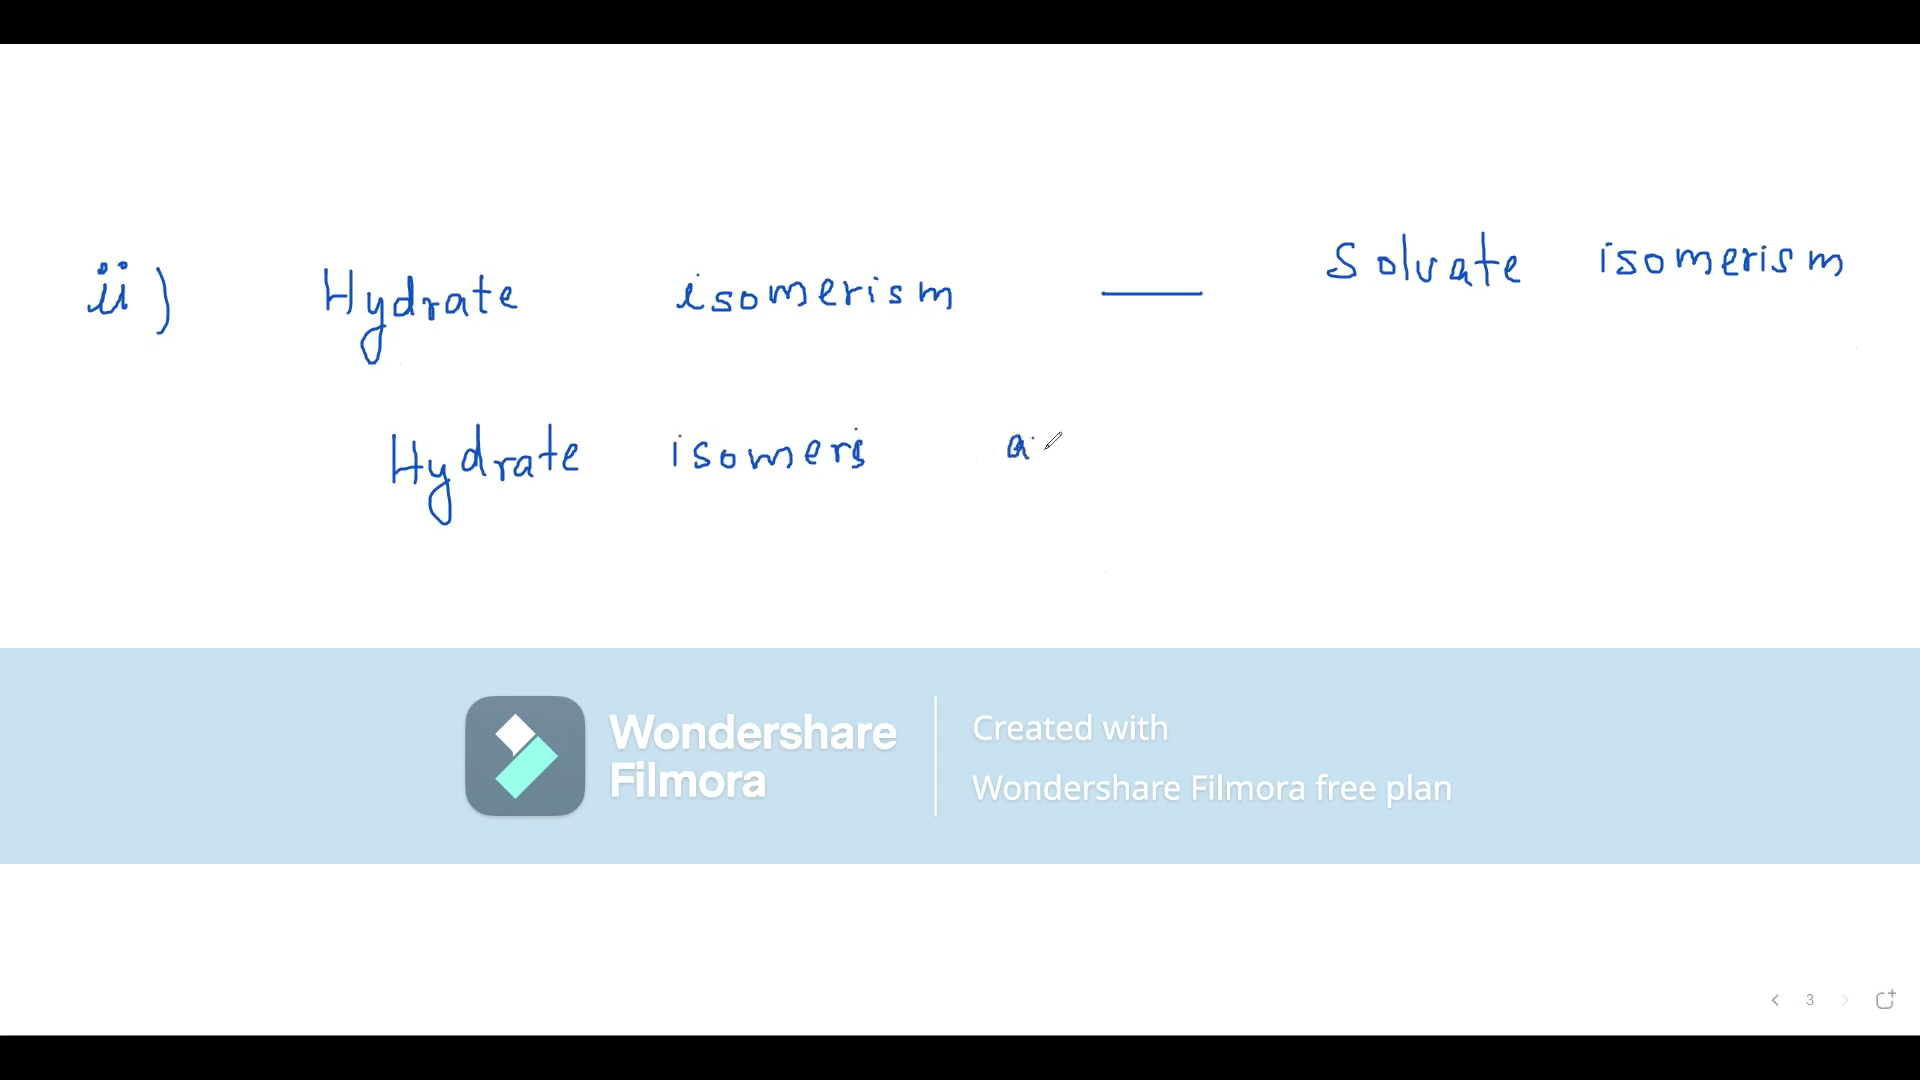 ii) Hydrate isomerism — Solvate isomerism
Hydrate isomers a
Wondershare
Filmora
Created with
Wondershare Filmora free plan
3